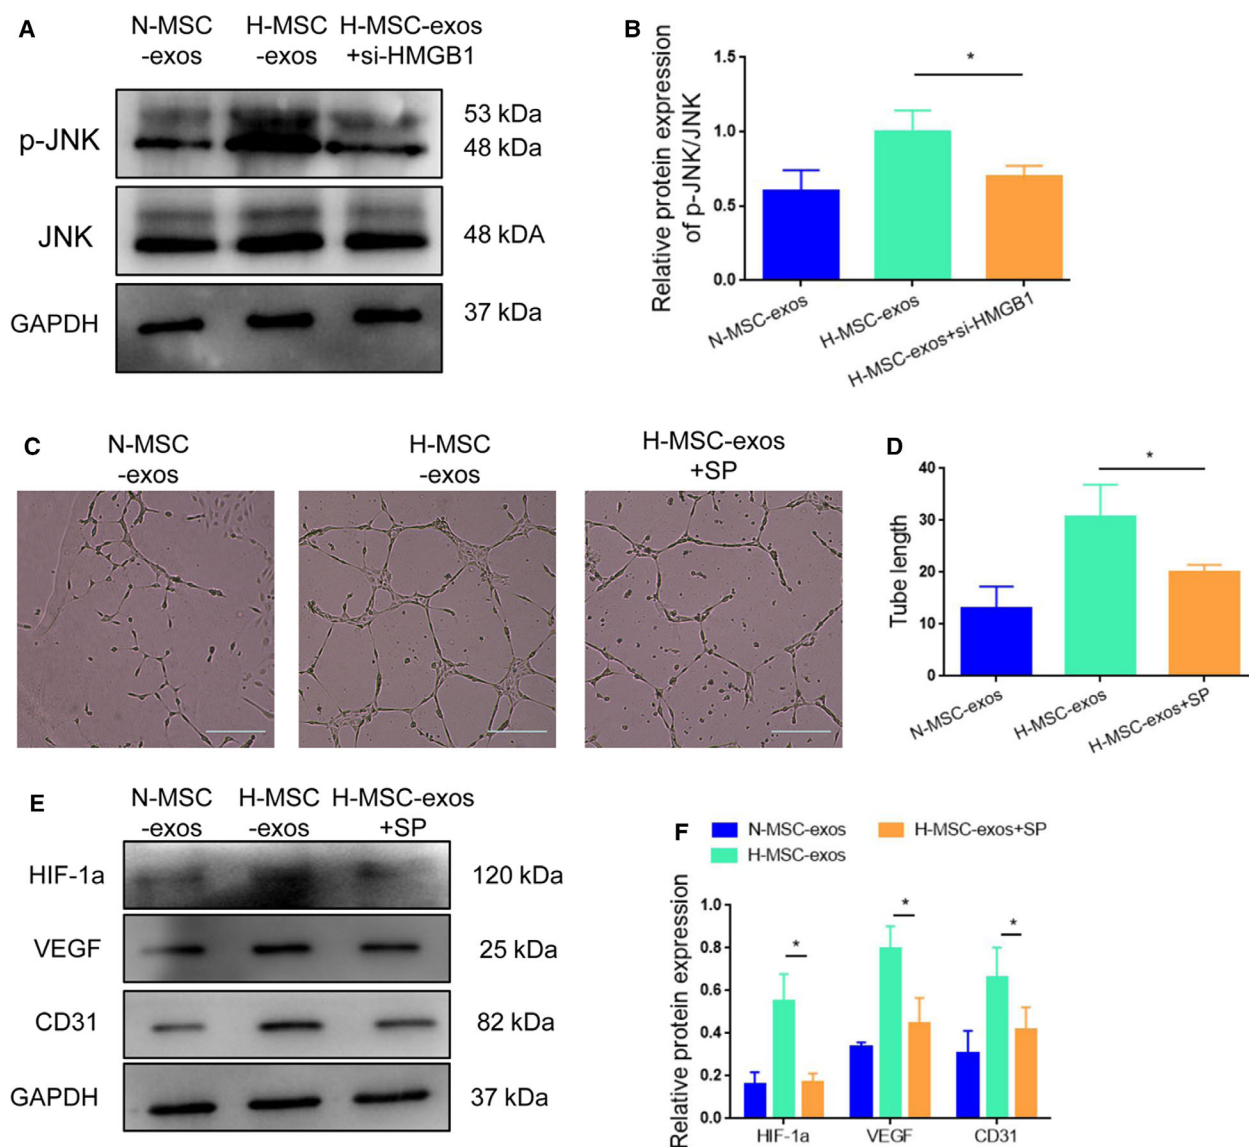 A
N-MSC
-exos
H-MSC
-exos
H-MSC-exos
+si-HMGB1
p-JNK
53 kDa
48 kDa
JNK
48 kDA
GAPDH
37 kDa
B
Relative protein expression
of p-JNK/JNK
1.5
1.0
0.5
0.0
*
N-MSC-exos
H-MSC-exos
H-MSC-exos+si-HMGB1
C
N-MSC
-exos
H-MSC
-exos
H-MSC-exos
+SP
D
Tube length
40
30
20
10
0
*
N-MSC-exos
H-MSC-exos
H-MSC-exos+SP
E
N-MSC
-exos
H-MSC
-exos
H-MSC-exos
+SP
HIF-1a
120 kDa
VEGF
25 kDa
CD31
82 kDa
GAPDH
37 kDa
F
N-MSC-exos
H-MSC-exos+SP
H-MSC-exos
Relative protein expression
1.0
0.8
0.6
0.4
0.2
0.0
*
*
*
HIF-1a
VEGF
CD31